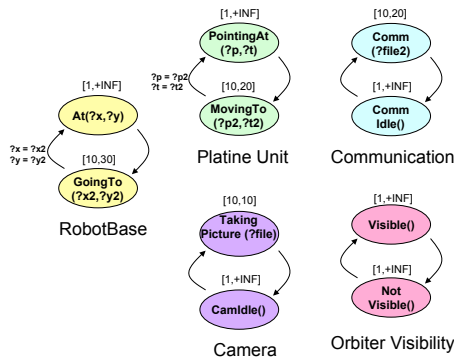 [1,+INF]
At(?x,?y)
?x = ?x2
?y = ?y2
[10,30]
GoingTo
(?x2,?y2)
RobotBase
[1,+INF]
PointingAt
(?p,?t)
?p = ?p2
?t = ?t2
[10,20]
MovingTo
(?p2,?t2)
Platine Unit
[10,20]
Comm
(?file2)
[1,+INF]
Comm
Idle()
Communication
[10,10]
Taking
Picture (?file)
[1,+INF]
CamIdle()
Camera
[1,+INF]
Visible()
[1,+INF]
Not
Visible()
Orbiter Visibility